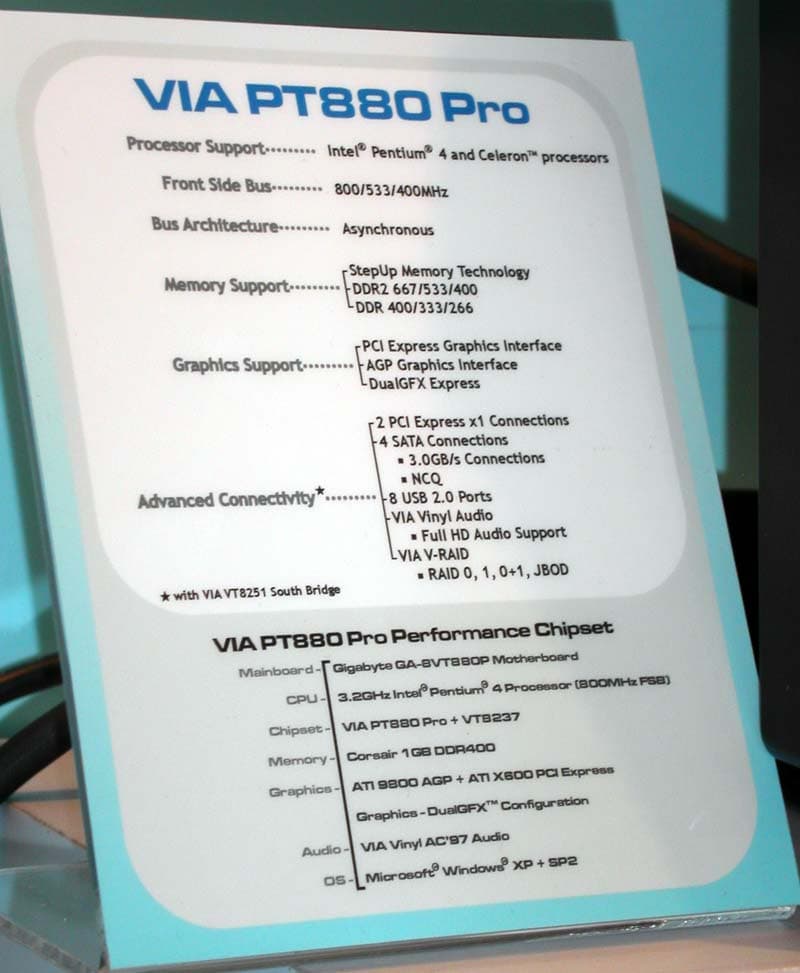 VIA PT880 Pro
Processor Support········· Intel® Pentium® 4 and Celeron™ processors
Front Side Bus········· 800/533/400MHz
Bus Architecture········· Asynchronous
StepUp Memory Technology
Memory Support········· DDR2 667/533/400
DDR 400/333/266
PCI Express Graphics Interface
Graphics Support········· AGP Graphics Interface
DualGFX Express
2 PCI Express x1 Connections
4 SATA Connections
▪ 3.0GB/s Connections
▪ NCQ
Advanced Connectivity★········· 8 USB 2.0 Ports
VIA Vinyl Audio
▪ Full HD Audio Support
VIA V-RAID
▪ RAID 0, 1, 0+1, JBOD
★ with VIA VT8251 South Bridge
VIA PT880 Pro Performance Chipset
Mainboard - Gigabyte GA-8VT880P Motherboard
CPU - 3.2GHz Intel® Pentium® 4 Processor (800MHz FSB)
Chipset - VIA PT880 Pro + VT8237
Memory - Corsair 1GB DDR400
Graphics - ATI 9800 AGP + ATI X600 PCI Express
Graphics - DualGFX™ Configuration
Audio - VIA Vinyl AC'97 Audio
OS - Microsoft® Windows® XP + SP2